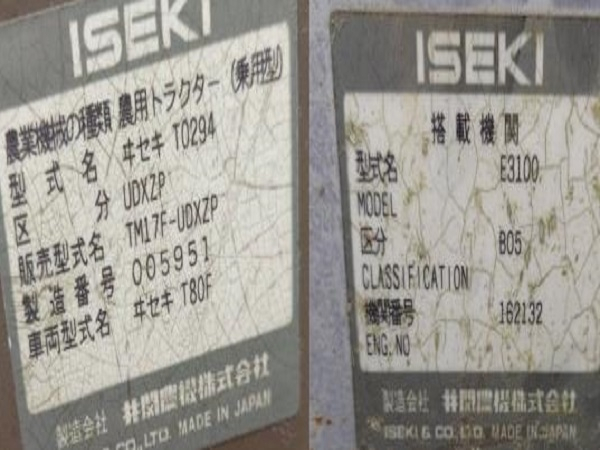 ISEKI
農業機械の種類 農用トラクター(乗用型)
型式名 ヰセキ T0294
区分 UDXZP
販売型式名 TM17F-UDXZP
製造番号 005951
車両型式名 ヰセキ T80F
製造会社 井関農機株式会社
& CO., LTD. MADE IN JAPAN
ISEKI
搭載機関
型式名 E3100
MODEL
区分 B05
CLASSIFICATION
機関番号 162132
ENG.NO
製造会社 井関農機株式会社
ISEKI & CO., LTD. MADE IN JAPAN